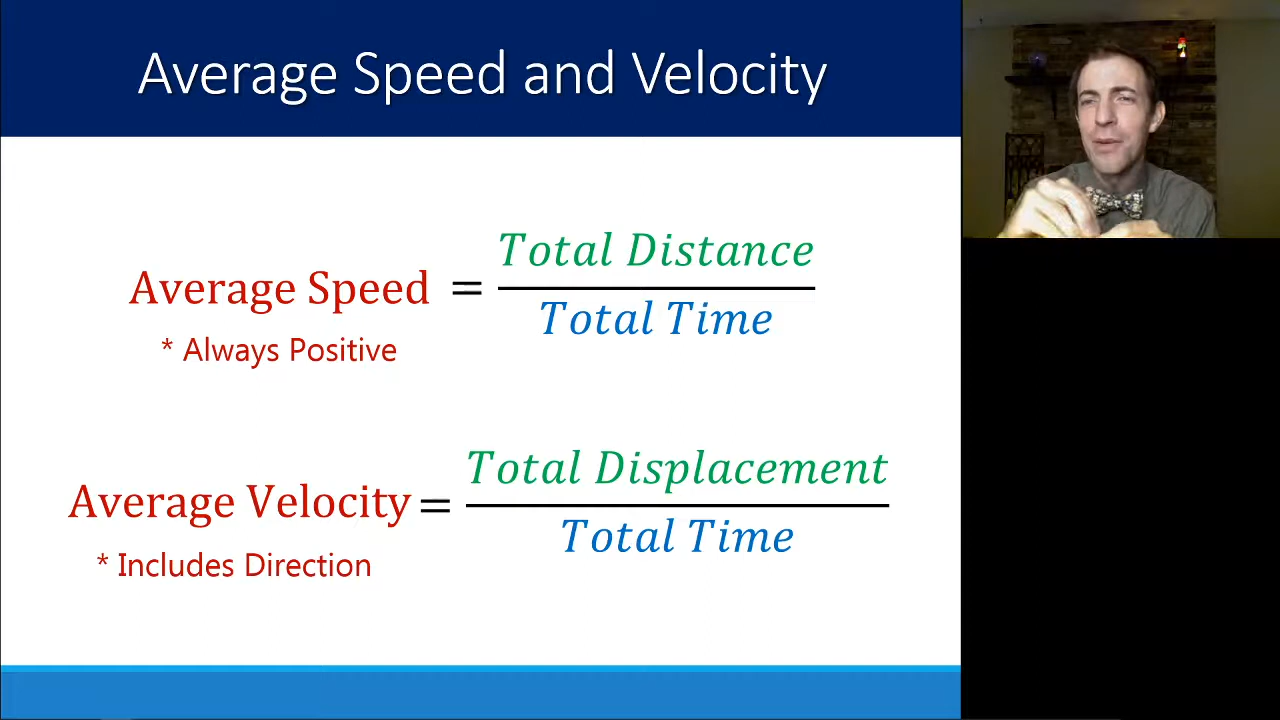 Average Speed and Velocity
Average Speed = Total Distance / Total Time
* Always Positive
Average Velocity = Total Displacement / Total Time
* Includes Direction